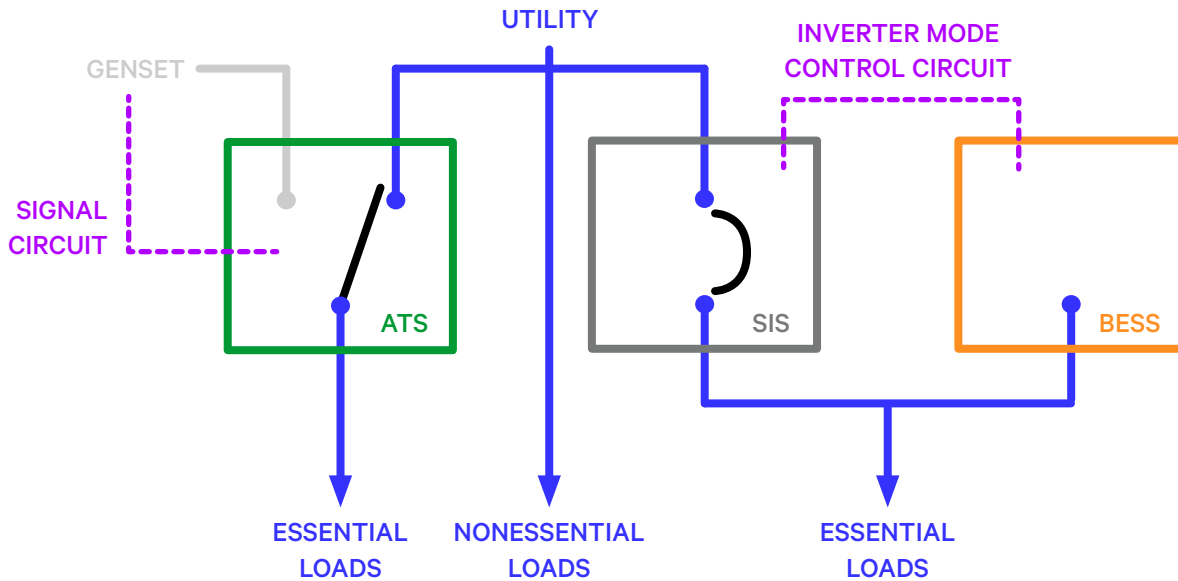 UTILITY
INVERTER MODE
CONTROL CIRCUIT
GENSET
SIGNAL
CIRCUIT
ATS
SIS
BESS
ESSENTIAL
LOADS
NONESSENTIAL
LOADS
ESSENTIAL
LOADS